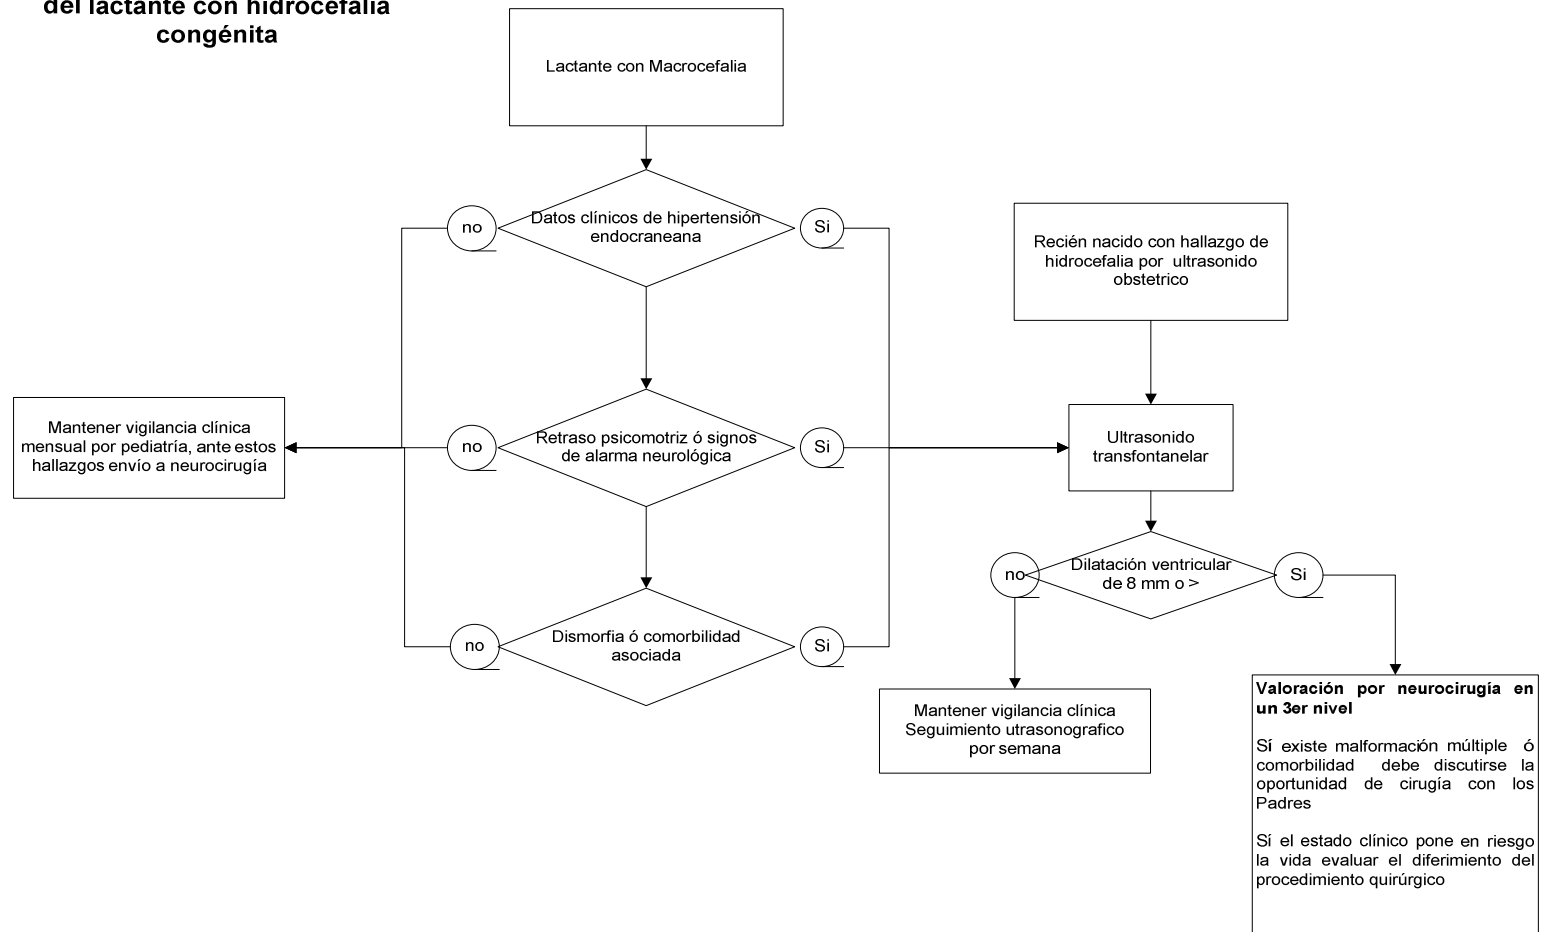 del lactante con hidrocefalia
congénita
Lactante con Macrocefalia
no
Datos clínicos de hipertensión
endocraneana
Si
Recién nacido con hallazgo de
hidrocefalia por ultrasonido
obstetrico
Mantener vigilancia clínica
mensual por pediatría, ante estos
hallazgos envío a neurocirugía
no
Retraso psicomotriz ó signos
de alarma neurológica
Si
Ultrasonido
transfontanelar
no
Dilatación ventricular
de 8 mm o >
Si
no
Dismorfia ó comorbilidad
asociada
Si
Mantener vigilancia clínica
Seguimiento utrasonografico
por semana
Valoración por neurocirugía en
un 3er nivel
Sí existe malformación múltiple ó
comorbilidad debe discutirse la
oportunidad de cirugía con los
Padres
Sí el estado clínico pone en riesgo
la vida evaluar el diferimiento del
procedimiento quirúrgico